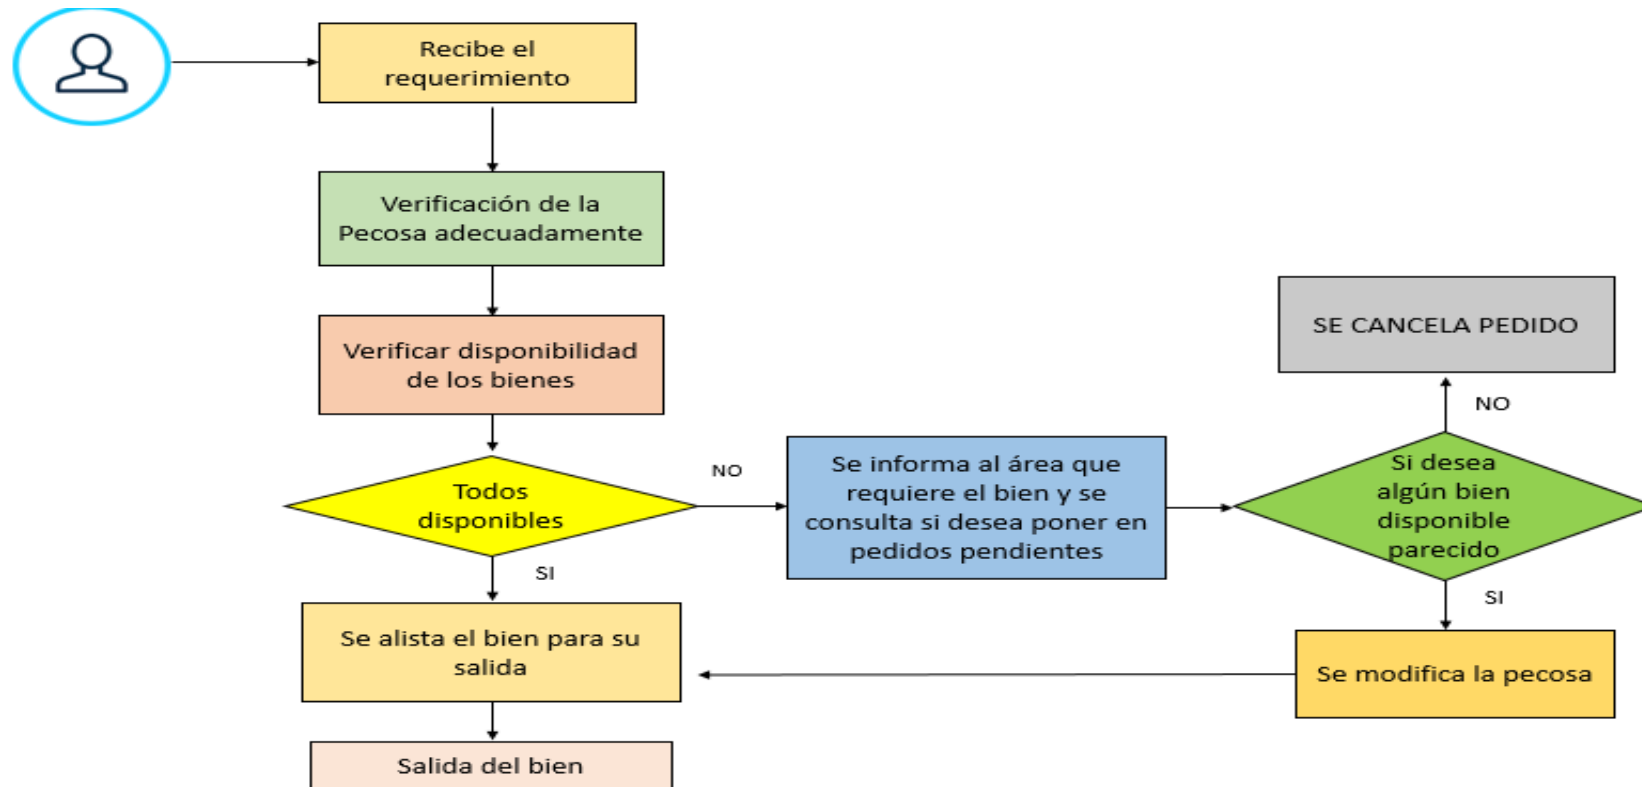 Recibe el
requerimiento
Verificación de la
Pecosa adecuadamente
Verificar disponibilidad
de los bienes
Todos
disponibles
NO
SI
Se informa al área que
requiere el bien y se
consulta si desea poner en
pedidos pendientes
Si desea
algún bien
disponible
parecido
NO
SE CANCELA PEDIDO
SI
Se modifica la pecosa
Se alista el bien para su
salida
Salida del bien